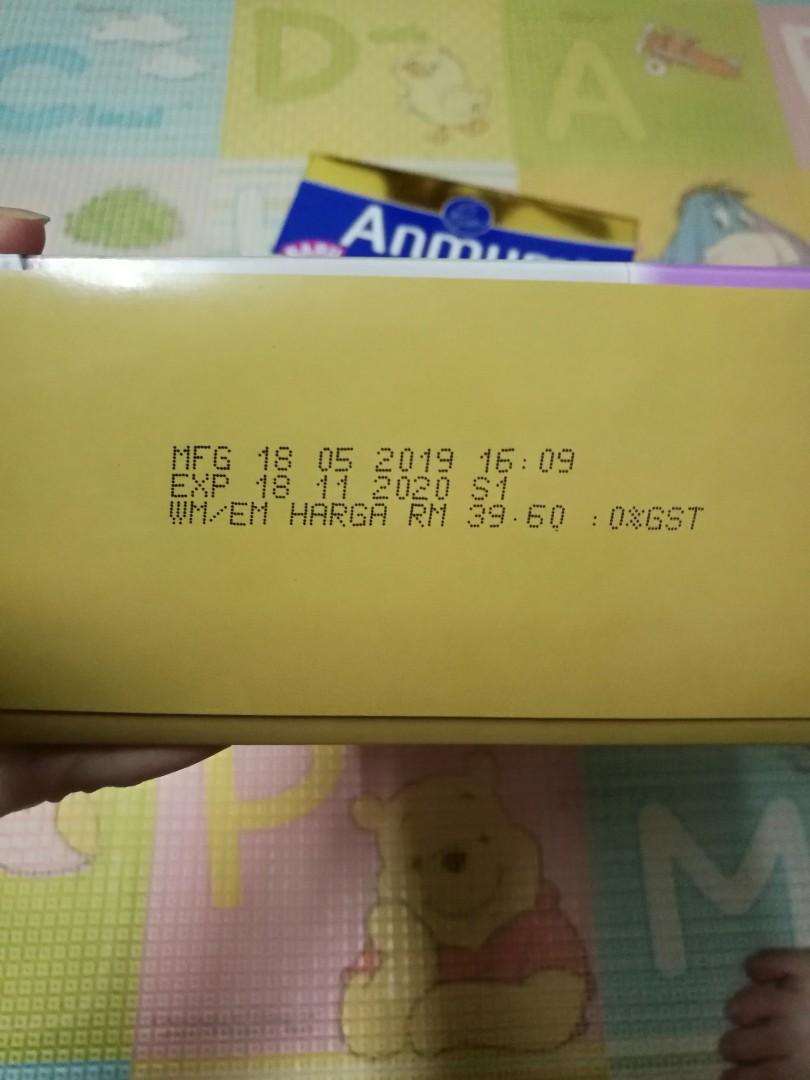 C
D
A
Anmu
MFG 18 05 2019 16:09
EXP 18 11 2020 S1
WM/EM HARGA RM 39.60 :0%GST
P
M